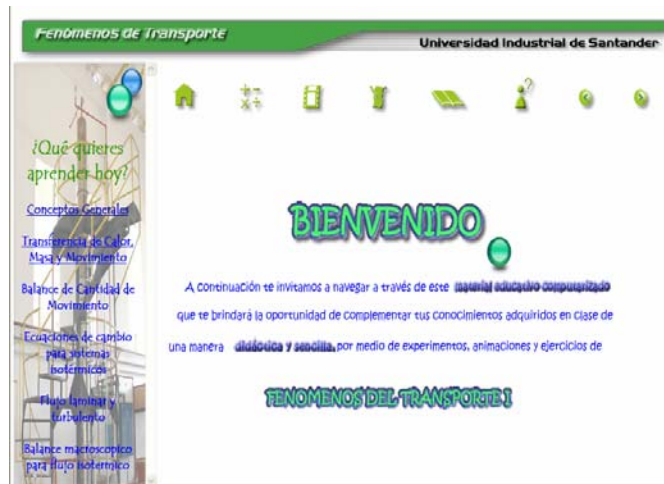 Fenómenos de Transporte
Universidad Industrial de Santander
¿Qué quieres
aprender hoy?
Conceptos Generales
Transferencia de Calor,
Masa y Movimiento
Balance de Cantidad de
Movimiento
Ecuaciones de cambio
para sistemas
isotérmicos
Flujo laminar y
turbulento
Balance macroscopico
para flujo isotermico
BIENVENIDO
A continuación te invitamos a navegar a través de este material educativo computarizado
que te brindará la oportunidad de complementar tus conocimientos adquiridos en clase de
una manera didáctica y sencilla, por medio de experimentos, animaciones y ejercicios de
FENOMENOS DEL TRANSPORTE I